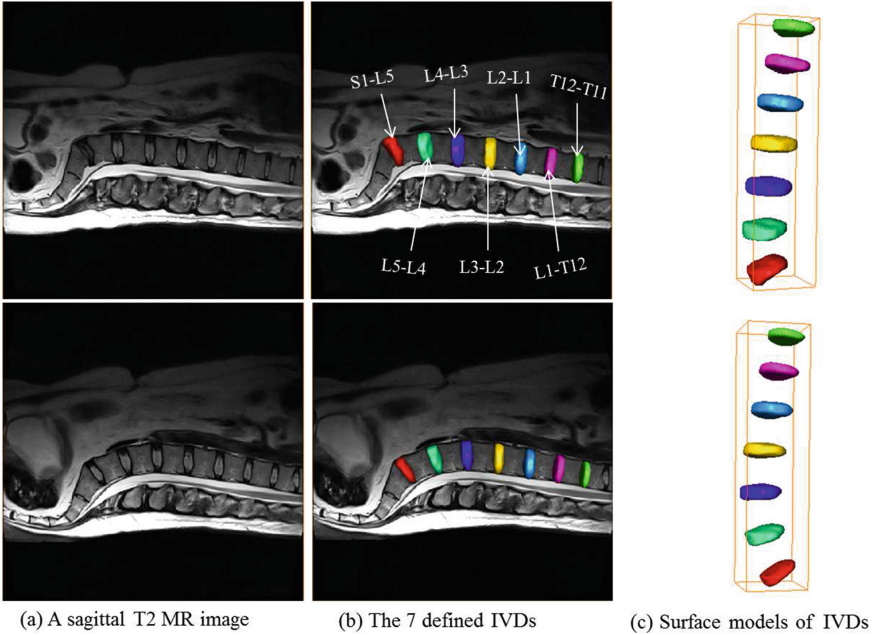 S1-L5
L4-L3
L2-L1
T12-T11
L5-L4
L3-L2
L1-T12
(a) A sagittal T2 MR image
(b) The 7 defined IVDs
(c) Surface models of IVDs